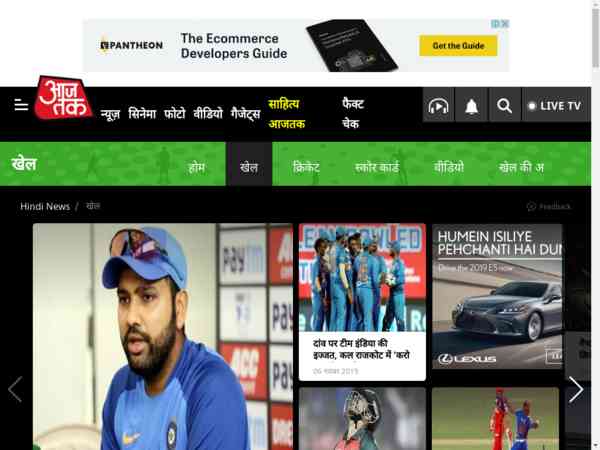 PANTHEON
The Ecommerce
Developers Guide
Get the Guide
आज
तक
न्यूज़ सिनेमा फोटो वीडियो गैजेट्स
साहित्य
आजतक
फैक्ट
चेक
LIVE TV
खेल
होम खेल क्रिकेट स्कोर कार्ड वीडियो खेल की अ
Hindi News / खेल
Feedback
HUMEIN ISILIYE
PEHCHANTI HAI DUN
Drive the 2019 ES now
LEXUS
दांव पर टीम इंडिया की
इज्जत, कल राजकोट में 'करो
06 नवंबर 2019